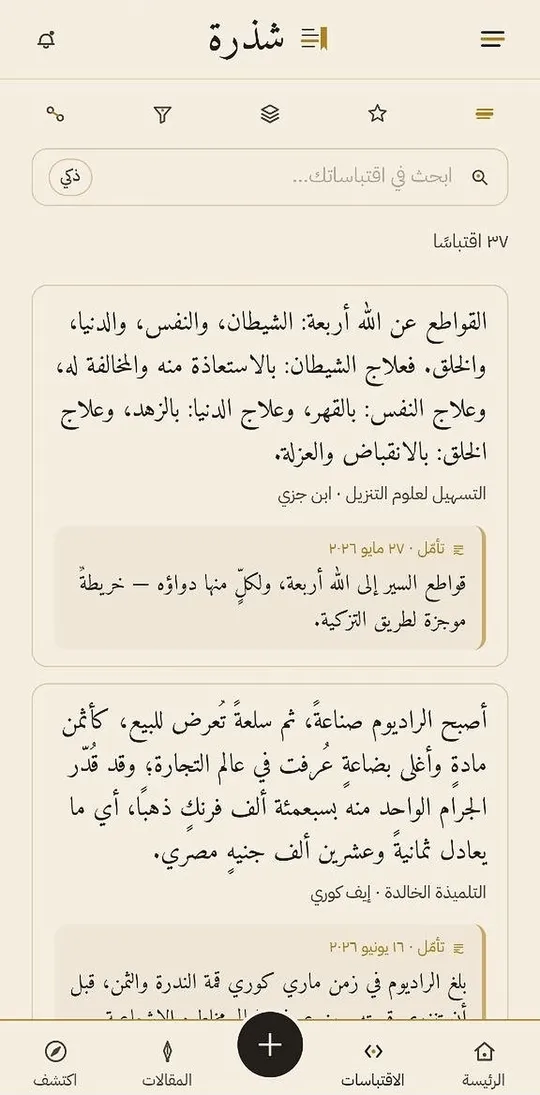 شذرة
ابحث في اقتباساتك...
ذكي
٣٧ اقتباسًا
القواطع عن الله أربعة: الشيطان، والنفس، والدنيا،
والخلق. فعلاج الشيطان: بالاستعاذة منه والمخالفة له،
وعلاج النفس: بالقهر، وعلاج الدنيا: بالزهد، وعلاج
الخلق: بالانقباض والعزلة.
التسهيل لعلوم التنزيل · ابن جزي
تأمّل · ٢٧ مايو ٢٠٢٦
قواطع السير إلى الله أربعة، ولكلٍّ منها دواؤه — خريطةٌ
موجزة لطريق التزكية.
أصبح الراديوم صناعةً، ثم سلعةً تُعرض للبيع، كأثمن
مادةٍ وأغلى بضاعةٍ عُرفت في عالم التجارة؛ وقد قُدّر
الجرام الواحد منه بسبعمئة ألف فرنكٍ ذهبًا، أي ما
يعادل ثمانيةً وعشرين ألف جنيهٍ مصري.
التلميذة الخالدة · إيف كوري
تأمّل · ١٦ يونيو ٢٠٢٦
بلغ الراديوم في زمن ماري كوري قمة الندرة والثمن، قبل
الرئيسة
الاقتباسات
المقالات
اكتشف